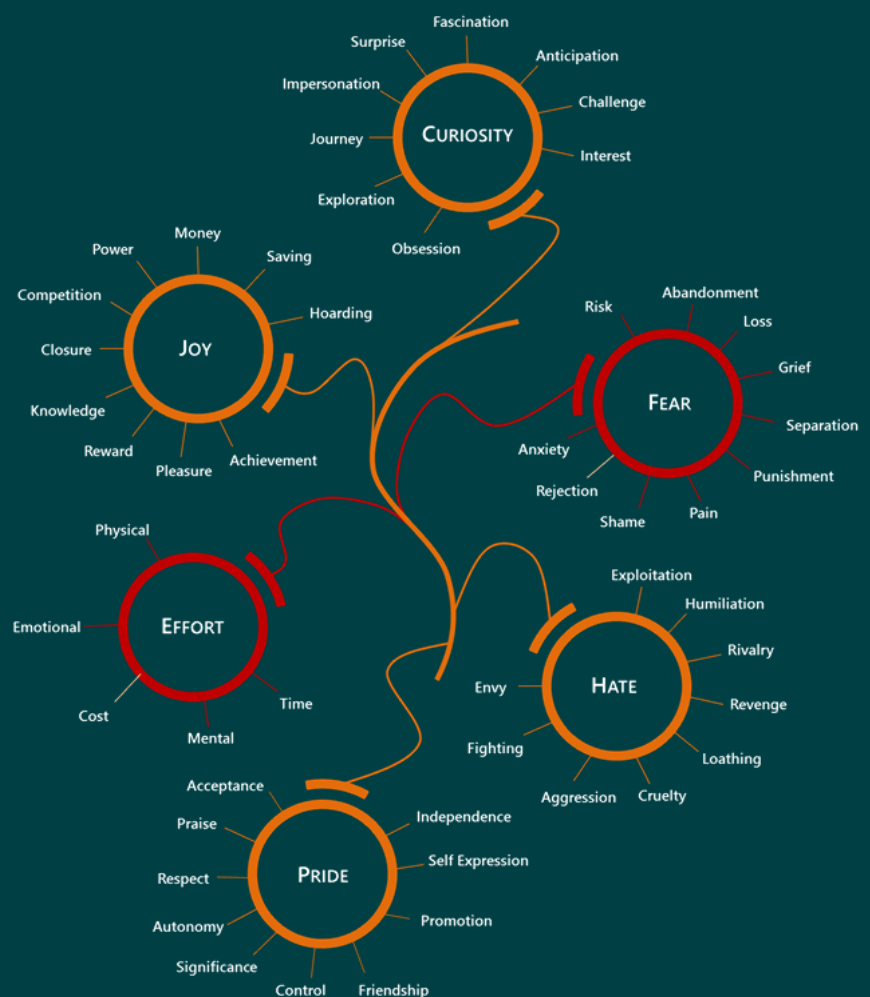 CURIOSITY
Fascination
Anticipation
Challenge
Interest
Obsession
Exploration
Journey
Impersonation
Surprise
JOY
Money
Saving
Hoarding
Achievement
Pleasure
Reward
Knowledge
Closure
Competition
Power
FEAR
Risk
Abandonment
Loss
Grief
Separation
Punishment
Pain
Shame
Rejection
Anxiety
EFFORT
Physical
Emotional
Cost
Mental
Time
HATE
Exploitation
Humiliation
Rivalry
Revenge
Loathing
Cruelty
Aggression
Fighting
Envy
PRIDE
Acceptance
Independence
Self Expression
Promotion
Friendship
Control
Significance
Autonomy
Respect
Praise